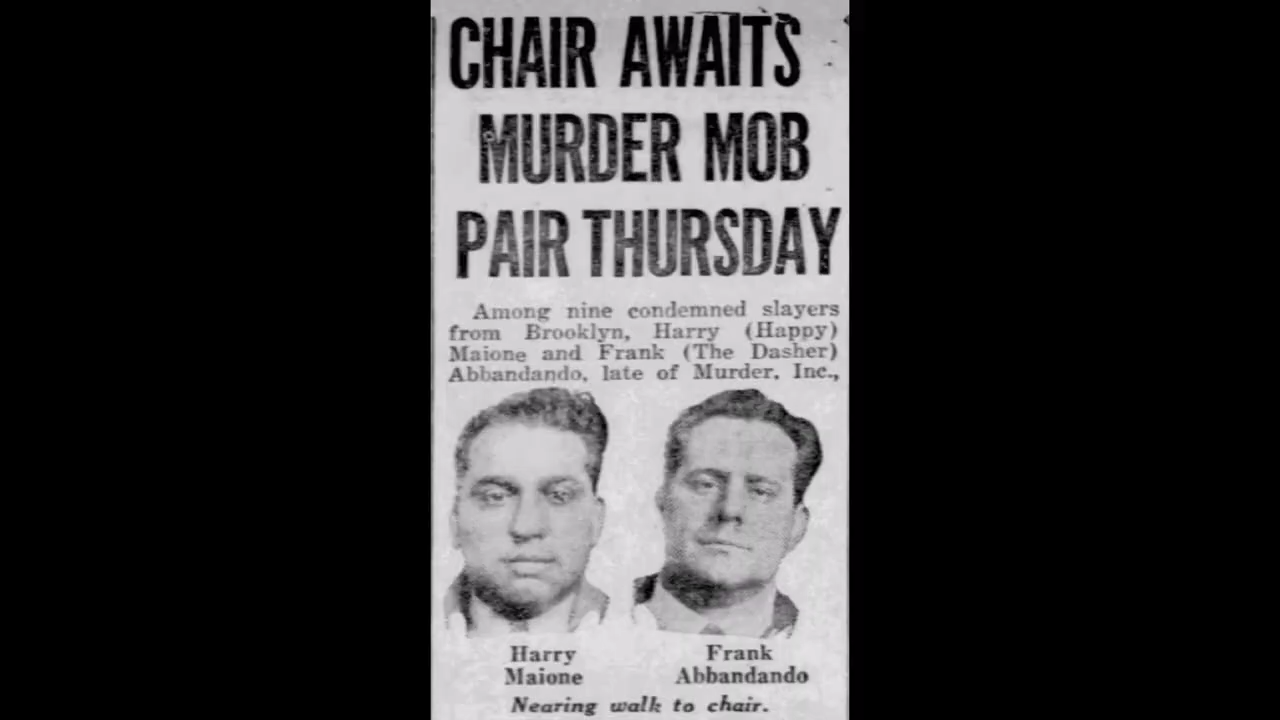 CHAIR AWAITS
MURDER MOB
PAIR THURSDAY
Among nine condemned slayers
from Brooklyn, Harry (Happy)
Maione and Frank (The Dasher)
Abbandando, late of Murder, Inc.,
Harry Maione
Frank Abbandando
Nearing walk to chair.